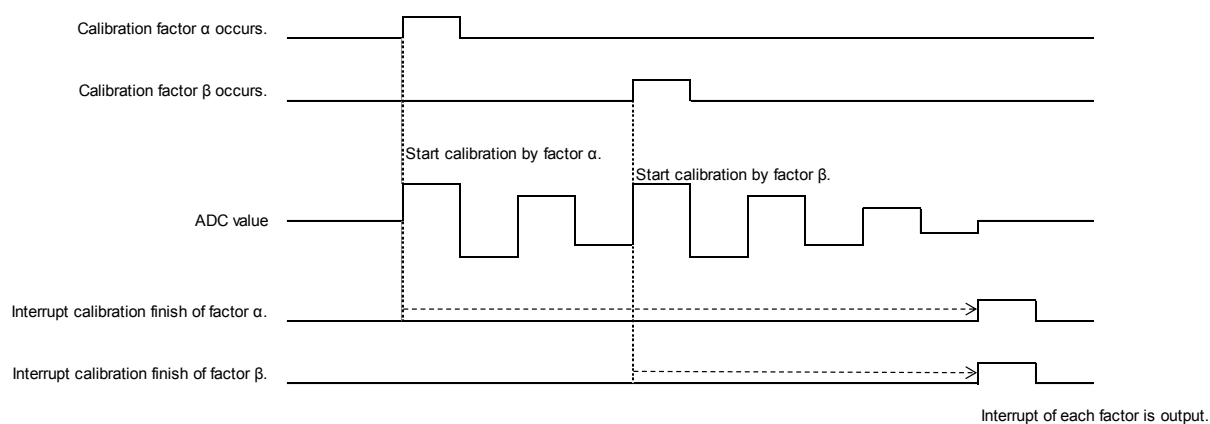 Calibration factor α occurs.
Calibration factor β occurs.
Start calibration by factor α.
Start calibration by factor β.
ADC value
Interrupt calibration finish of factor α.
Interrupt calibration finish of factor β.
Interrupt of each factor is output.